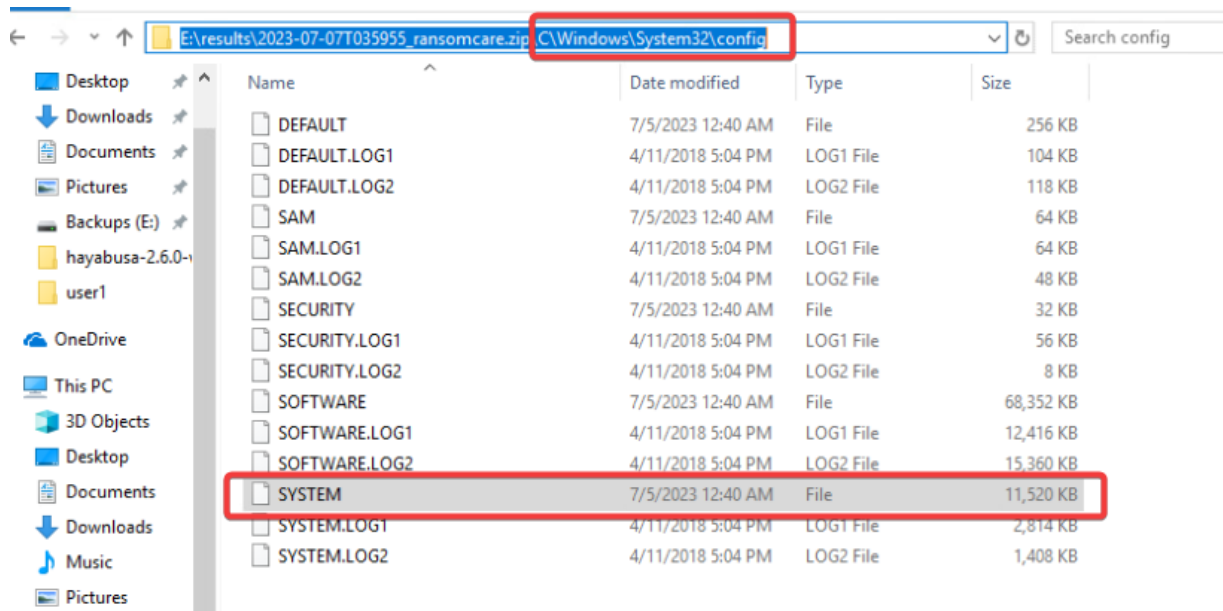 E:\results\2023-07-07T035955_ransomcare.zip\C\Windows\System32\config
Search config
Desktop
Downloads
Documents
Pictures
Backups (E:)
hayabusa-2.6.0-
user1
OneDrive
This PC
3D Objects
Desktop
Documents
Downloads
Music
Pictures
Name Date modified Type Size
DEFAULT 7/5/2023 12:40 AM File 256 KB
DEFAULT.LOG1 4/11/2018 5:04 PM LOG1 File 104 KB
DEFAULT.LOG2 4/11/2018 5:04 PM LOG2 File 118 KB
SAM 7/5/2023 12:40 AM File 64 KB
SAM.LOG1 4/11/2018 5:04 PM LOG1 File 64 KB
SAM.LOG2 4/11/2018 5:04 PM LOG2 File 48 KB
SECURITY 7/5/2023 12:40 AM File 32 KB
SECURITY.LOG1 4/11/2018 5:04 PM LOG1 File 56 KB
SECURITY.LOG2 4/11/2018 5:04 PM LOG2 File 8 KB
SOFTWARE 7/5/2023 12:40 AM File 68,352 KB
SOFTWARE.LOG1 4/11/2018 5:04 PM LOG1 File 12,416 KB
SOFTWARE.LOG2 4/11/2018 5:04 PM LOG2 File 15,360 KB
SYSTEM 7/5/2023 12:40 AM File 11,520 KB
SYSTEM.LOG1 4/11/2018 5:04 PM LOG1 File 2,814 KB
SYSTEM.LOG2 4/11/2018 5:04 PM LOG2 File 1,408 KB